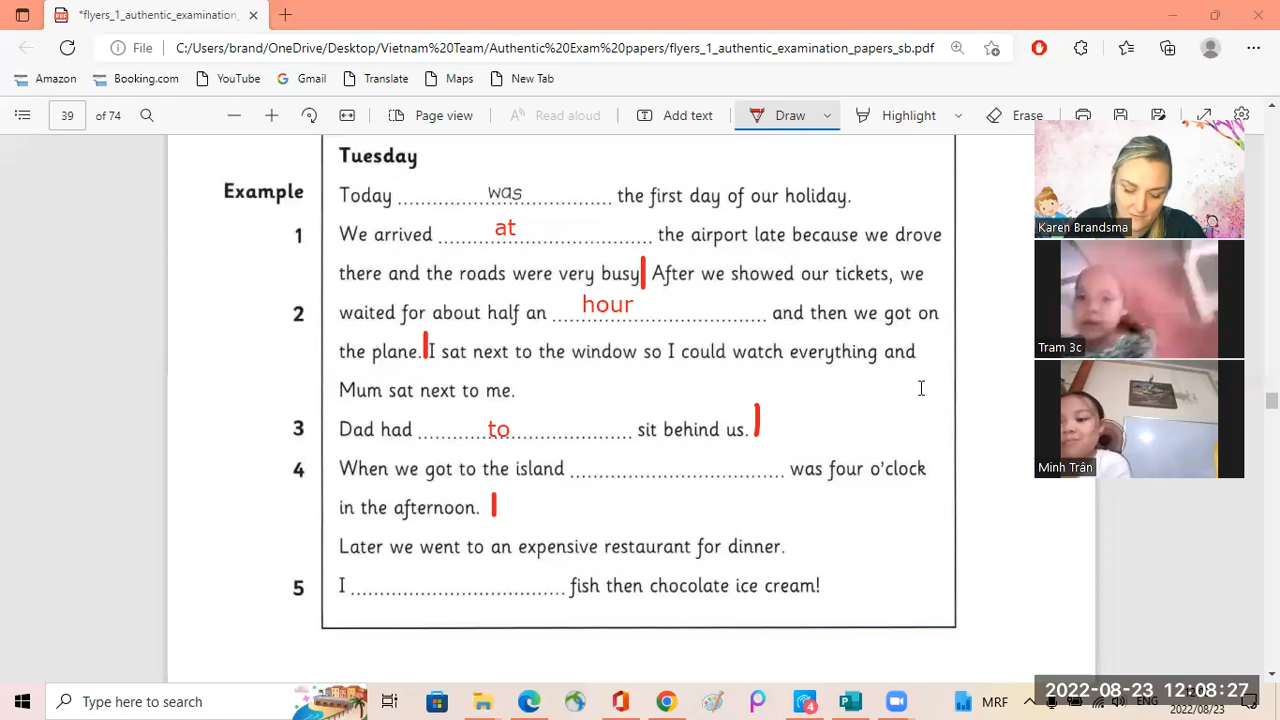 *flyers_1_authentic_examination_
File
C:/Users/brand/OneDrive/Desktop/Vietnam%20Team/Authentic%20Exam%20papers/flyers_1_authentic_examination_papers_sb.pdf
Amazon Booking.com YouTube Gmail Translate Maps New Tab
39 of 74 Page view Read aloud Add text Draw Highlight Erase
Tuesday
Example Today was the first day of our holiday.
1 We arrived at the airport late because we drove
there and the roads were very busy. After we showed our tickets, we
2 waited for about half an hour and then we got on
the plane. I sat next to the window so I could watch everything and
Mum sat next to me.
3 Dad had to sit behind us.
4 When we got to the island ........ was four o'clock
in the afternoon.
Later we went to an expensive restaurant for dinner.
5 I ........ fish then chocolate ice cream!
Karen Brandsma
Tram 3c
Minh Trân
Type here to search
MRF
ENG
2022-08-23 12:08:27
2022/08/23